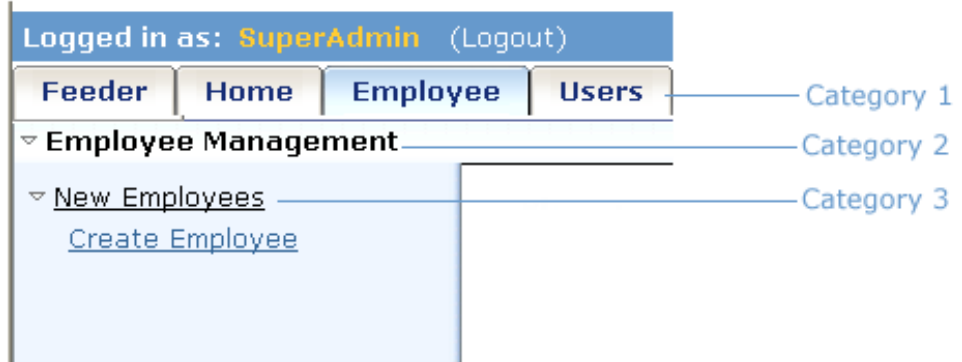 Logged in as: SuperAdmin (Logout)
Feeder Home Employee Users Category 1
Employee Management Category 2
New Employees Category 3
Create Employee